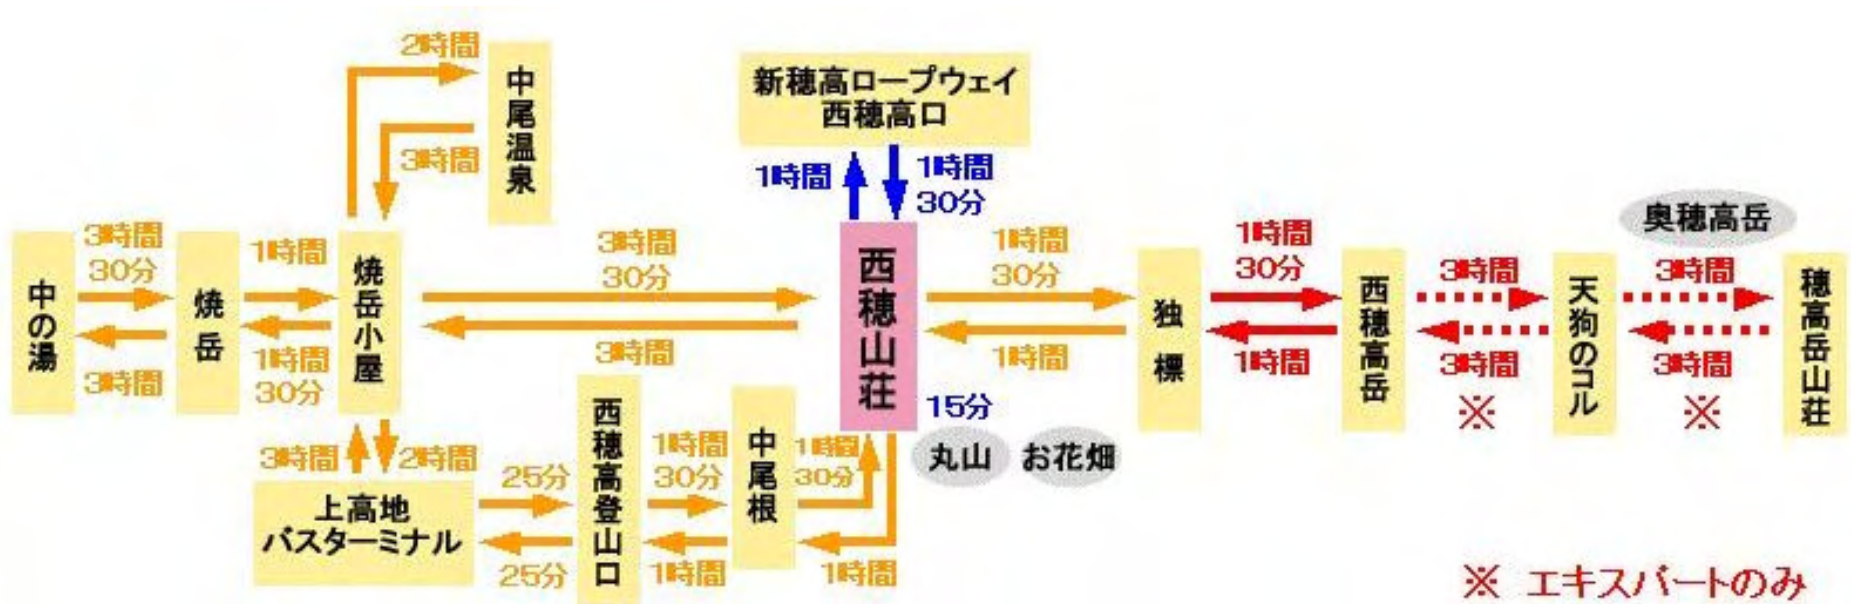 2時間
中尾温泉
3時間
新穂高ロープウェイ
西穂高口
1時間
1時間
30分
奥穂高岳
中の湯
3時間
30分
3時間
焼岳
1時間
1時間
30分
焼岳小屋
3時間
30分
3時間
西穂山荘
1時間
30分
1時間
独標
1時間
30分
1時間
西穂高岳
3時間
3時間
※
天狗のコル
3時間
3時間
※
穂高岳山荘
15分
丸山
お花畑
3時間
2時間
上高地
バスターミナル
25分
25分
西穂高登山口
1時間
30分
1時間
中尾根
1時間
30分
1時間
※ エキスパートのみ